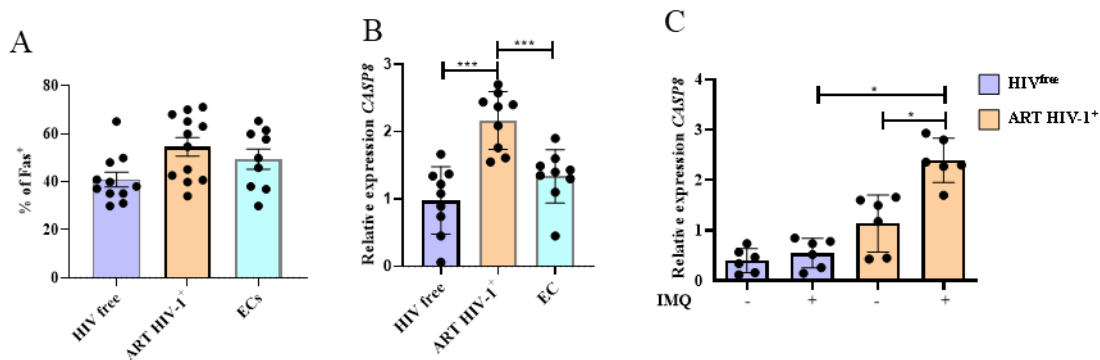 A
% of Fas⁺
80
60
40
20
0
HIV free
ART HIV-1⁺
ECs
B
Relative expression CASP8
3
2
1
0
***
***
HIV free
ART HIV-1⁺
EC
C
Relative expression CASP8
4
3
2
1
0
*
*
IMQ - + - +
HIVfree
ART HIV-1⁺